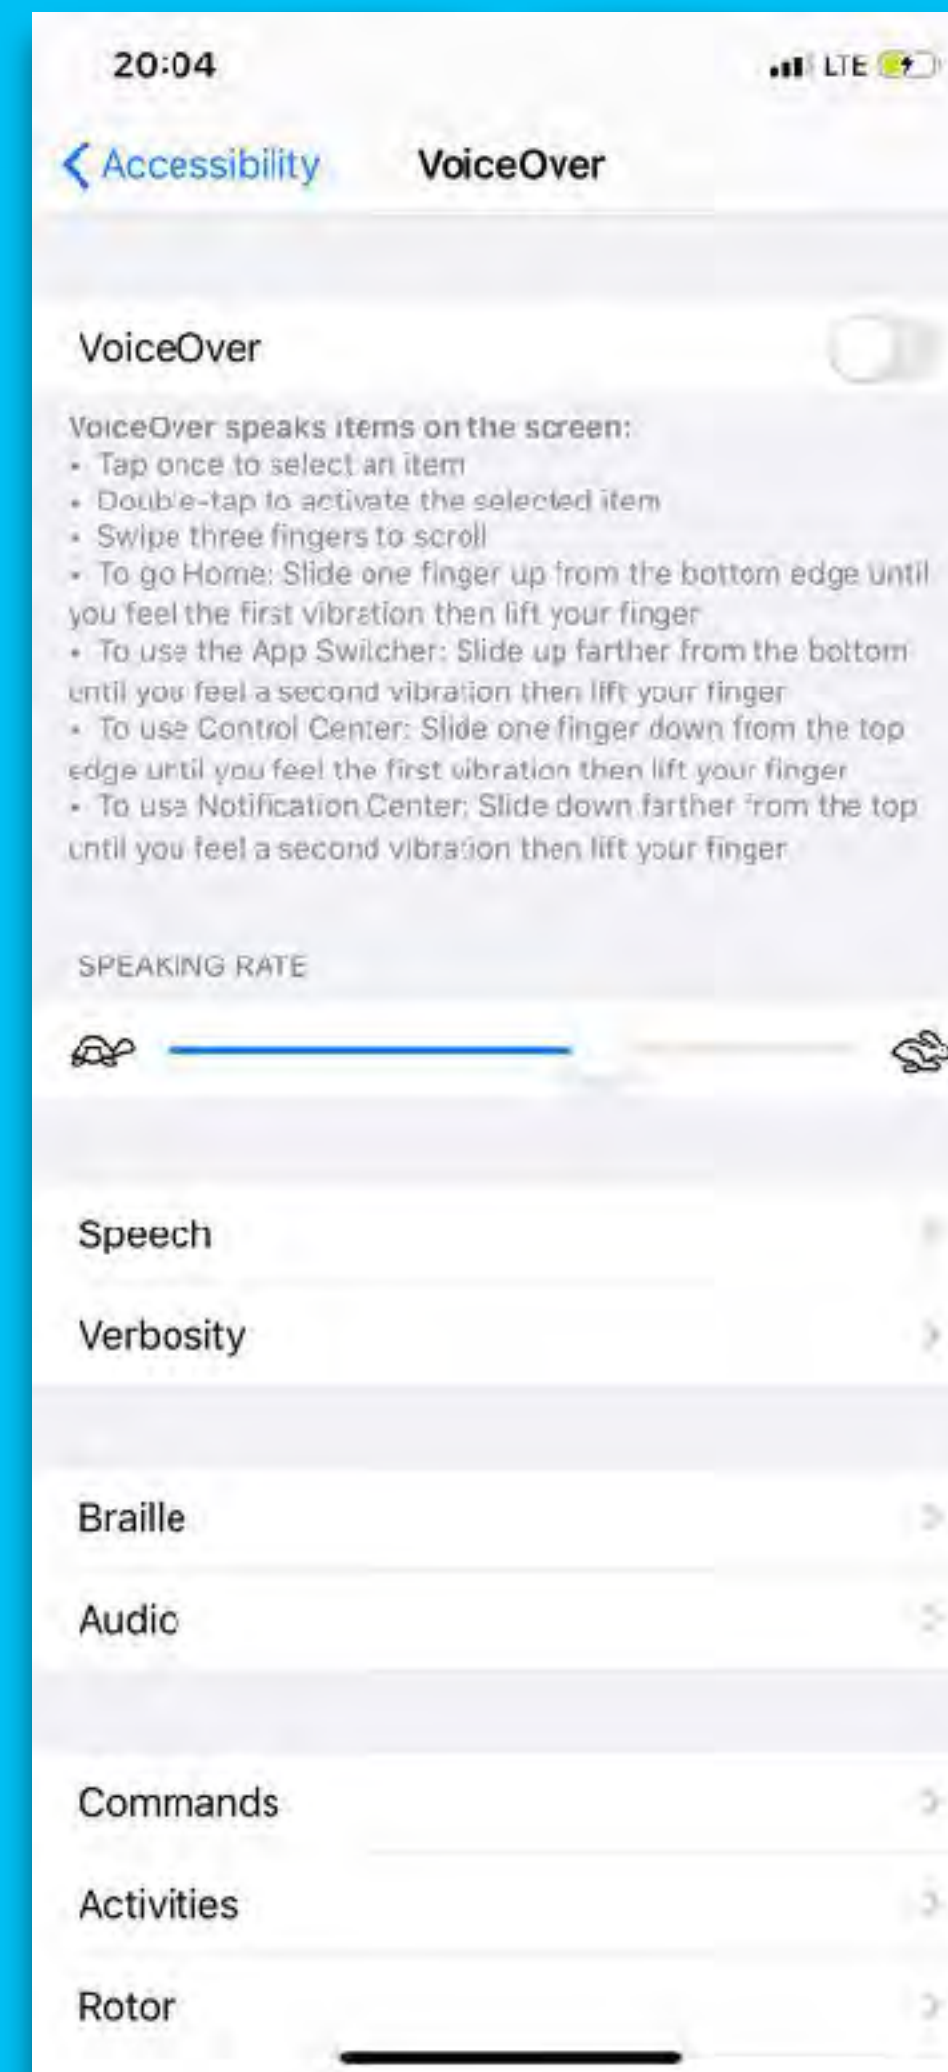 20:04
LTE
Accessibility
VoiceOver
VoiceOver
VoiceOver speaks items on the screen:
• Tap once to select an item
• Double-tap to activate the selected item
• Swipe three fingers to scroll
• To go Home: Slide one finger up from the bottom edge until
you feel the first vibration then lift your finger
• To use the App Switcher: Slide up farther from the bottom
until you feel a second vibration then lift your finger
• To use Control Center: Slide one finger down from the top
edge until you feel the first vibration then lift your finger
• To use Notification Center: Slide down farther from the top
until you feel a second vibration then lift your finger
SPEAKING RATE
Speech
Verbosity
Braille
Audio
Commands
Activities
Rotor